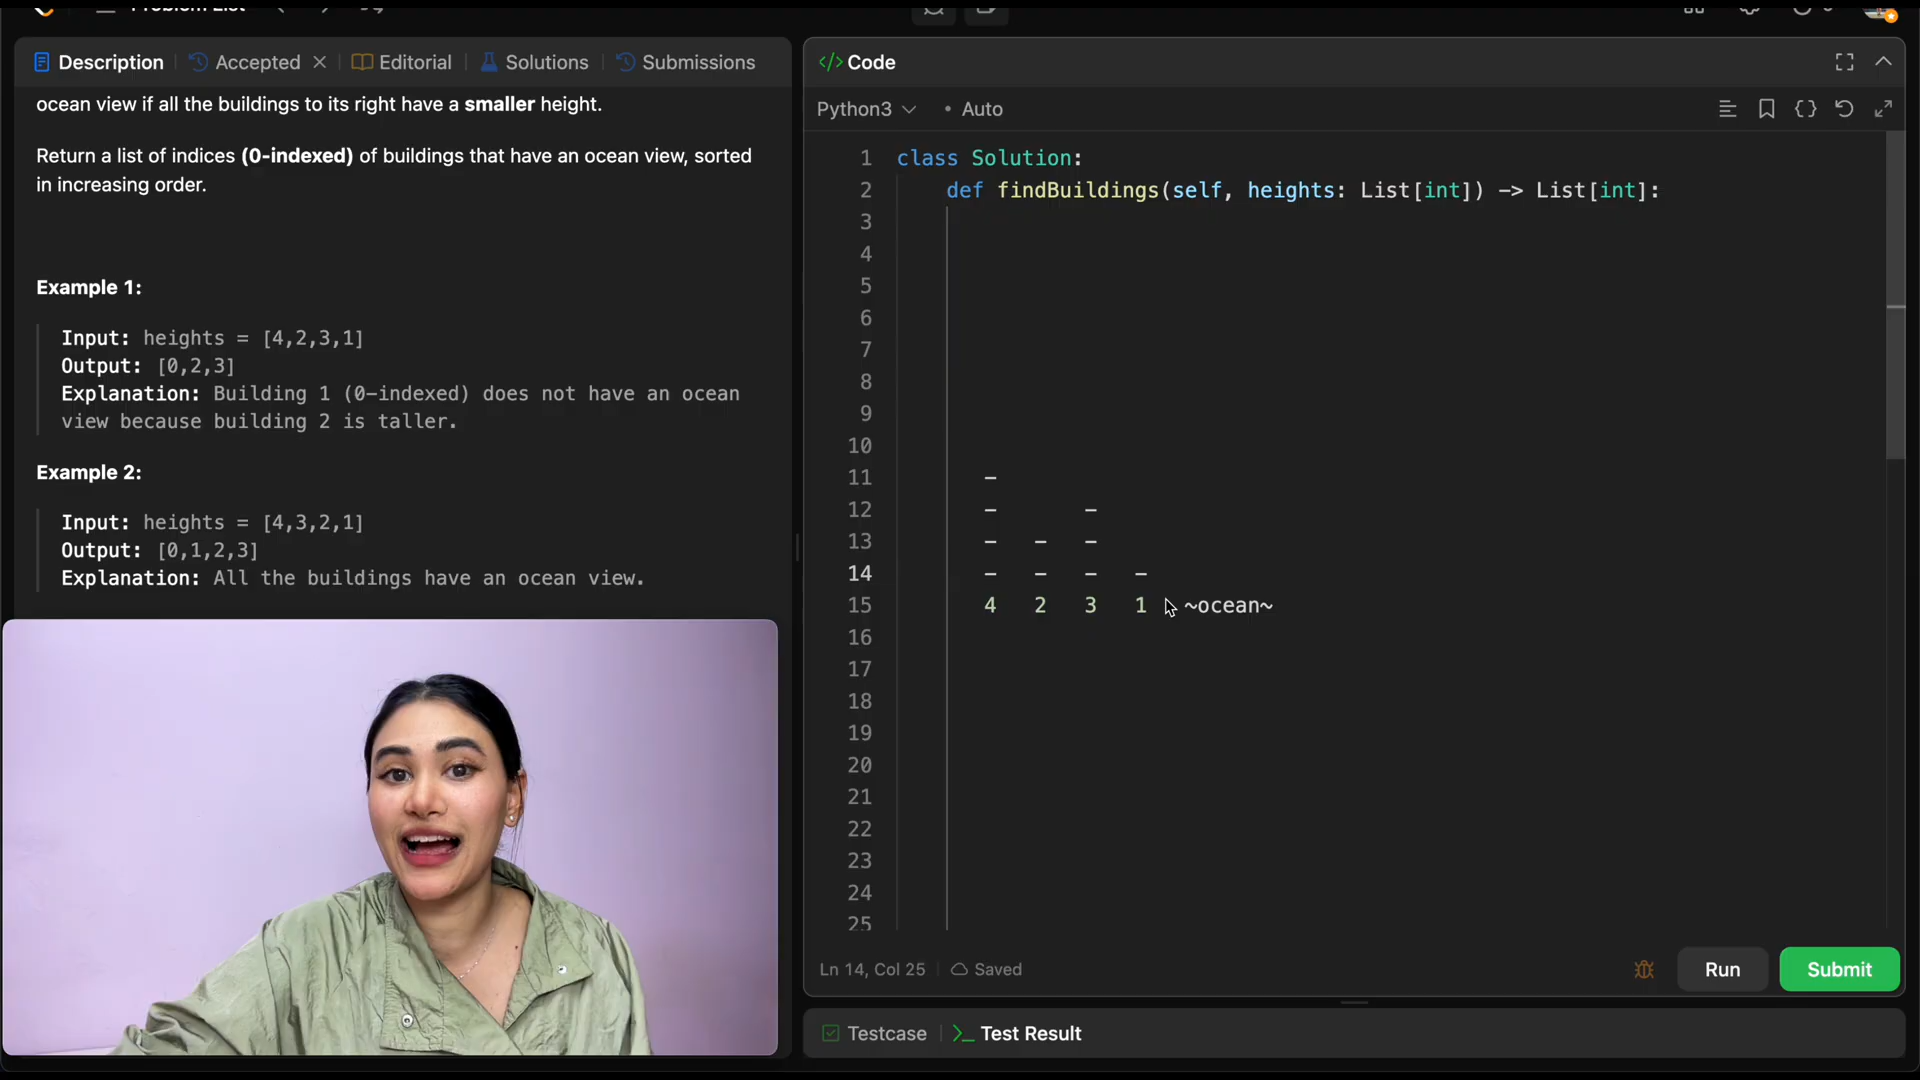 Problem List
Description
Accepted
Editorial
Solutions
Submissions
ocean view if all the buildings to its right have a smaller height.
Return a list of indices (0-indexed) of buildings that have an ocean view, sorted
in increasing order.
Example 1:
Input: heights = [4,2,3,1]
Output: [0,2,3]
Explanation: Building 1 (0-indexed) does not have an ocean
view because building 2 is taller.
Example 2:
Input: heights = [4,3,2,1]
Output: [0,1,2,3]
Explanation: All the buildings have an ocean view.
</> Code
Python3 • Auto
1 class Solution:
2 def findBuildings(self, heights: List[int]) -> List[int]:
3
4
5
6
7
8
9
10
11 -
12 - -
13 - - -
14 - - - -
15 4 2 3 1 ~ocean~
16
17
18
19
20
21
22
23
24
25
Ln 14, Col 25 Saved
Run
Submit
Testcase
>_ Test Result